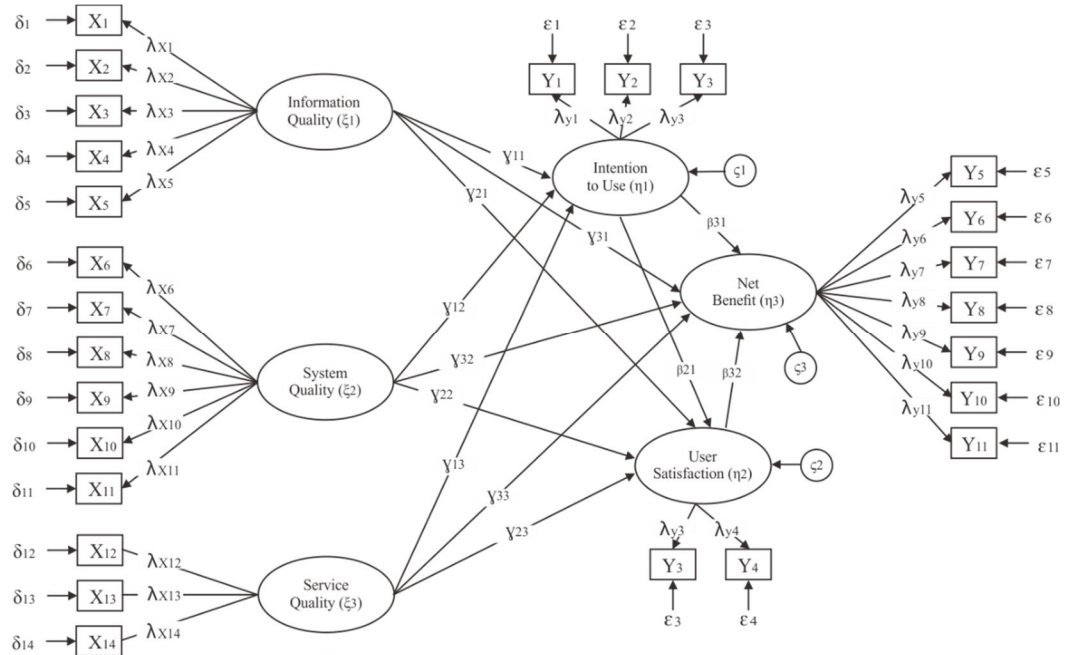 δ1 X1 λX1
δ2 X2 λX2
δ3 X3 λX3
δ4 X4 λX4
δ5 X5 λX5
Information
Quality (ξ1)
δ6 X6 λX6
δ7 X7 λX7
δ8 X8 λX8
δ9 X9 λX9
δ10 X10 λX10
δ11 X11 λX11
System
Quality (ξ2)
δ12 X12 λX12
δ13 X13 λX13
δ14 X14 λX14
Service
Quality (ξ3)
γ11
γ21
γ31
γ12
γ32
γ22
γ13
γ33
γ23
ε1 ε2 ε3
Y1 Y2 Y3
λy1 λy2 λy3
Intention
to Use (η1)
ς1
β31
β21
β32
Net
Benefit (η3)
ς3
User
Satisfaction (η2)
ς2
λy3 λy4
Y3 Y4
ε3 ε4
λy5 Y5 ε5
λy6 Y6 ε6
λy7 Y7 ε7
λy8 Y8 ε8
λy9 Y9 ε9
λy10 Y10 ε10
λy11 Y11 ε11